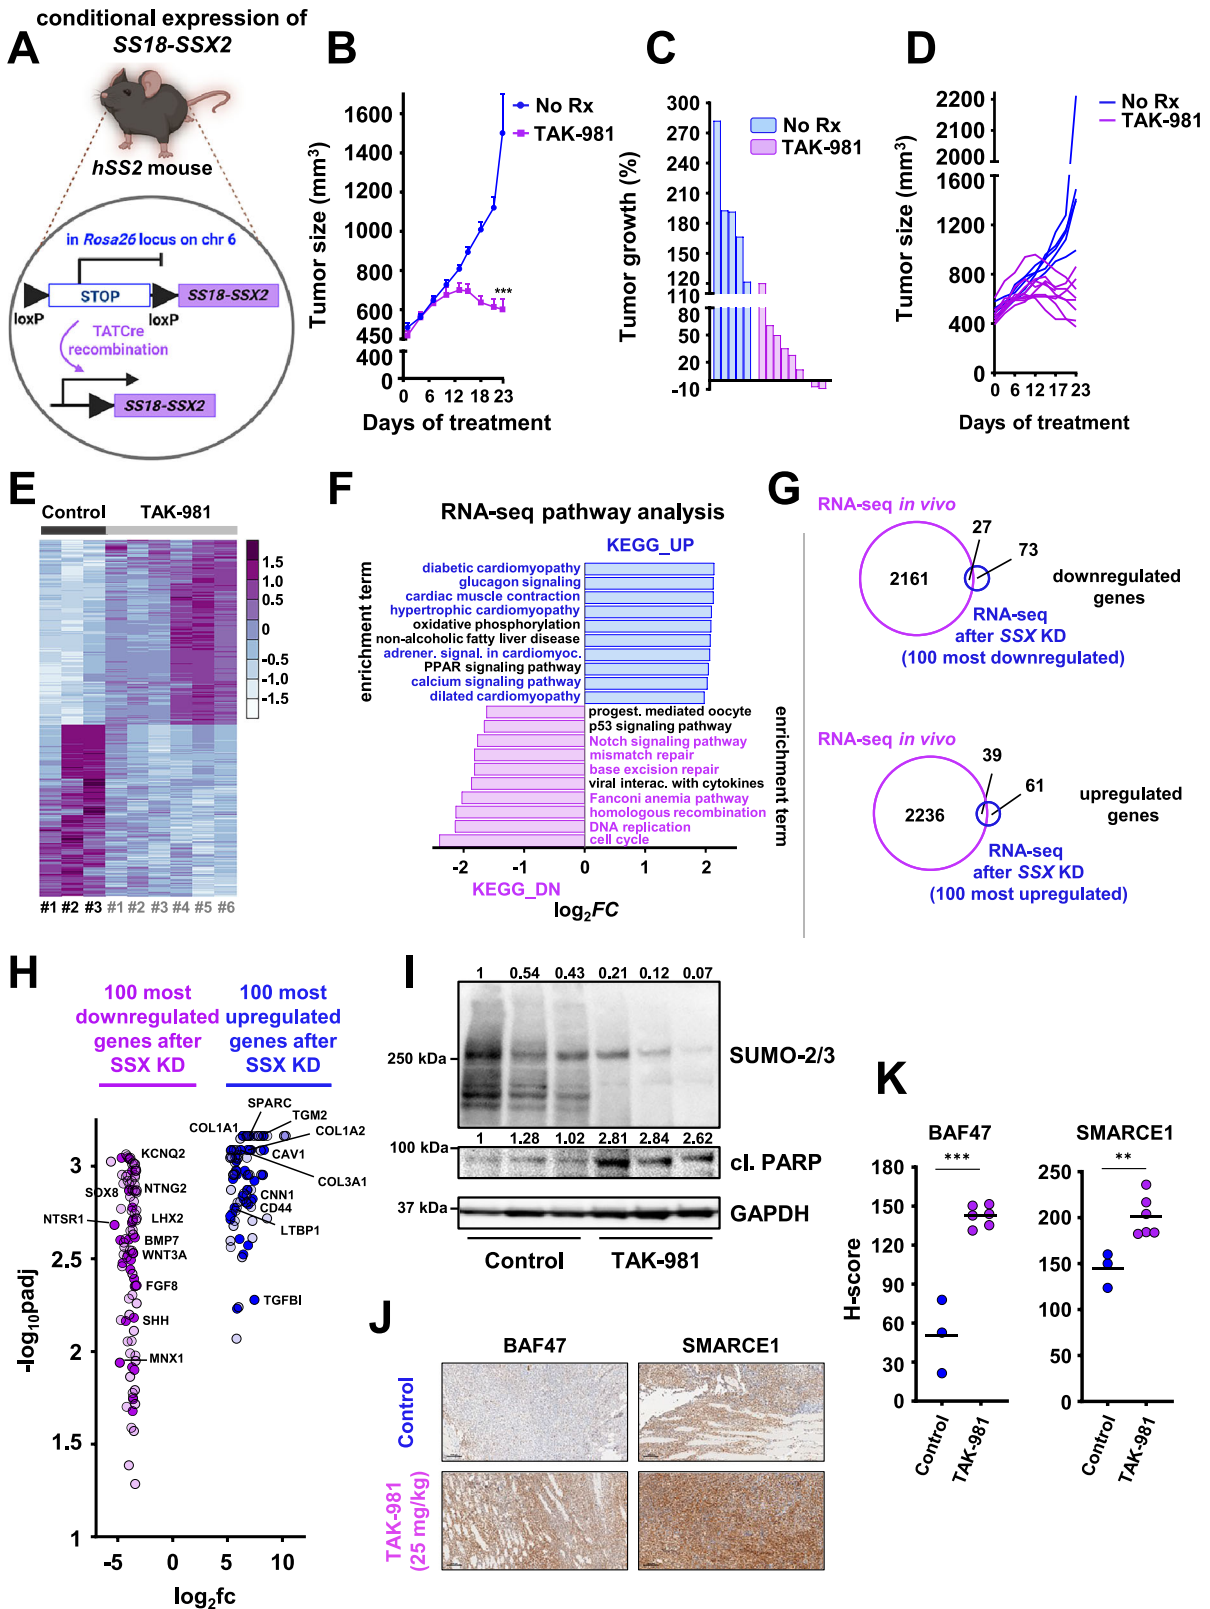 A
conditional expression of
SS18-SSX2
hSS2 mouse
in Rosa26 locus on chr 6
STOP
SS18-SSX2
loxP
loxP
TATCre
recombination
SS18-SSX2
B
Tumor size (mm³)
1600
1400
1200
1000
800
600
450
400
0
No Rx
TAK-981
***
0 6 12 18 23
Days of treatment
C
Tumor growth (%)
300
270
240
210
180
150
110
110
80
50
20
-10
No Rx
TAK-981
D
Tumor size (mm³)
2200
2100
2000
1600
1200
800
400
0
No Rx
TAK-981
0 6 12 17 23
Days of treatment
E
Control TAK-981
1.5
1.0
0.5
0
-0.5
-1.0
-1.5
#1 #2 #3 #1 #2 #3 #4 #5 #6
F
RNA-seq pathway analysis
KEGG_UP
enrichment term
diabetic cardiomyopathy
glucagon signaling
cardiac muscle contraction
hypertrophic cardiomyopathy
oxidative phosphorylation
non-alcoholic fatty liver disease
adrener. signal. in cardiomyoc.
PPAR signaling pathway
calcium signaling pathway
dilated cardiomyopathy
progest. mediated oocyte
p53 signaling pathway
Notch signaling pathway
mismatch repair
base excision repair
viral interac. with cytokines
Fanconi anemia pathway
homologous recombination
DNA replication
cell cycle
enrichment term
-2 -1 0 1 2
KEGG_DN
log₂FC
G
RNA-seq in vivo
27
73
2161
downregulated
genes
RNA-seq
after SSX KD
(100 most downregulated)
RNA-seq in vivo
39
61
2236
upregulated
genes
RNA-seq
after SSX KD
(100 most upregulated)
H
100 most
downregulated
genes after
SSX KD
100 most
upregulated
genes after
SSX KD
-log₁₀padj
3
2.5
2
1.5
1
SPARC
COL1A1
TGM2
COL1A2
CAV1
COL3A1
CNN1
CD44
LTBP1
TGFBI
KCNQ2
SOX8
NTNG2
NTSR1
LHX2
BMP7
WNT3A
FGF8
SHH
MNX1
-5 0 5 10
log₂fc
I
1 0.54 0.43 0.21 0.12 0.07
250 kDa
SUMO-2/3
1 1.28 1.02 2.81 2.84 2.62
100 kDa
cl. PARP
37 kDa
GAPDH
Control TAK-981
J
BAF47 SMARCE1
Control
TAK-981
(25 mg/kg)
K
BAF47
***
H-score
180
150
120
90
60
30
0
Control
TAK-981
SMARCE1
**
250
200
150
100
50
0
Control
TAK-981